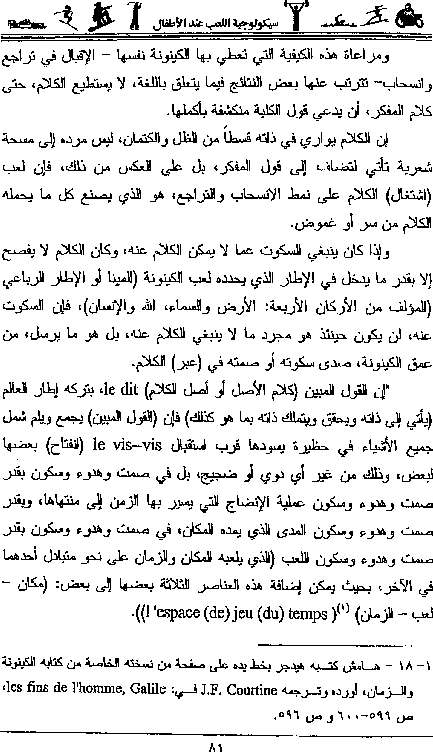 سيكولوجية اللعب عند الأطفال
ومراعاة هذه الكيفية التي تعطي بها الكينونة نفسها – الإقبال في تراجع
وانسحاب– تترتب عنها بعض النتائج فيما يتعلق باللغة، لا يستطيع الكلام، حتى
كلام المفكر، أن يدعي قول الكلية منكشفة بأكملها.
إن الكلام يواري في ذاته قسطاً من الظل والكتمان، ليس مرده إلى مسحة
شعرية تأتي لتضاف إلى قول المفكر، بل على العكس من ذلك، فإن لعب
(اشتغال) الكلام على نمط الانسحاب والتراجع، هو الذي يصنع كل ما يحمله
الكلام من سر أو غموض.
وإذا كان ينبغي السكوت عما لا يمكن الكلام عنه، وكان الكلام لا يفصح
إلا بقدر ما يدخل في الإطار الذي يحدده لعب الكينونة (المينا أو الإطار الرباعي
(المؤلف من الأركان الأربعة: الأرض والسماء، الله والإنسان)، فإن السكوت
عنه، لن يكون حينئذ هو مجرد ما لا ينبغي الكلام عنه، بل هو ما يرسل، من
عمق الكينونة، صدى سكوته أو صمته في (عبر) الكلام.
"إن القول المبين (كلام الأصل أو أصل الكلام) le dit، بتركه إطار العالم
(يأتي إلى ذاته ويحقق ويتملك ذاته بما هو كذلك) فإن (القول المبين) يجمع ويلم شمل
جميع الأشياء في حظيرة يسودها قرب استقبال le vis–vis (انفتاح) بعضها
لبعض، وذلك من غير أي دوي أو ضجيج، بل في صمت وهدوء وسكون بقدر
صمت وهدوء وسكون عملية الإنضاج التي يسير بها الزمن إلى منتهاها، وبقدر
صمت وهدوء وسكون المدى الذي يمده المكان، في صمت وهدوء وسكون بقدر
صمت وهدوء وسكون اللعب (الذي يلعبه المكان والزمان على نحو متبادل أحدهما
في الآخر، بحيث يمكن إضافة هذه العناصر الثلاثة بعضها إلى بعض: (مكان –
لعب – الزمان) (١)( l 'espace (de) jeu (du) temps)).
١– ١٨ – هامش كتبه هيدجر بخط يده على صفحة من نسخته الخاصة من كتابه الكينونة
والزمان، أورده وترجمه J.F. Courtine في: les fins de l'homme, Galile،
ص ٥٩٦–٦٠٠ و ص ٥٩٦.
٨١